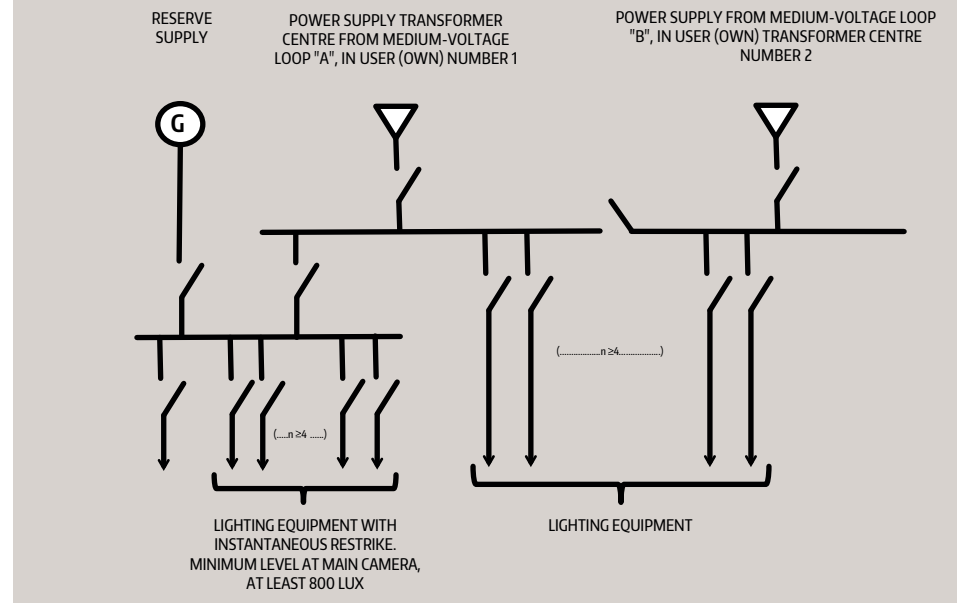 RESERVE
SUPPLY
POWER SUPPLY TRANSFORMER
CENTRE FROM MEDIUM-VOLTAGE
LOOP "A", IN USER (OWN) NUMBER 1
POWER SUPPLY FROM MEDIUM-VOLTAGE LOOP
"B", IN USER (OWN) TRANSFORMER CENTRE
NUMBER 2
G
(..................n ≥4..................)
(.....n ≥4 ......)
LIGHTING EQUIPMENT WITH
INSTANTANEOUS RESTRIKE.
MINIMUM LEVEL AT MAIN CAMERA,
AT LEAST 800 LUX
LIGHTING EQUIPMENT